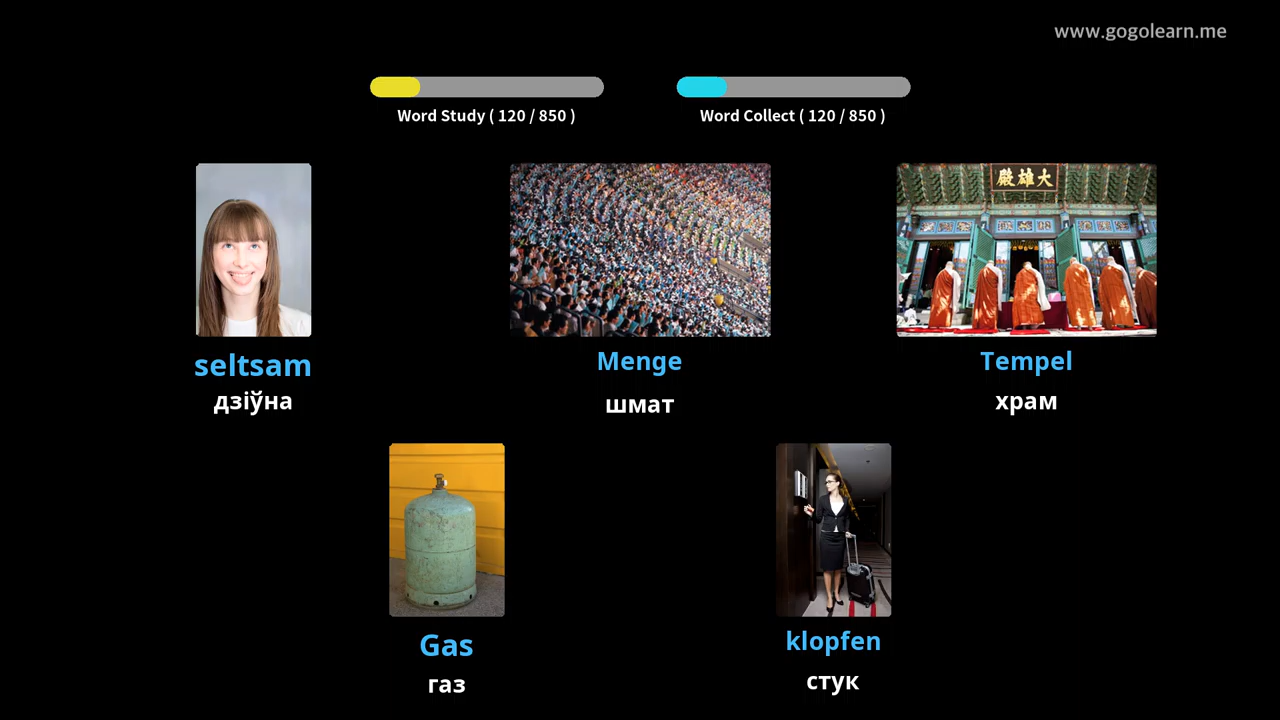 www.gogolearn.me
Word Study ( 120 / 850 )
Word Collect ( 120 / 850 )
大雄殿
seltsam
дзіўна
Menge
шмат
Tempel
храм
Gas
газ
klopfen
стук